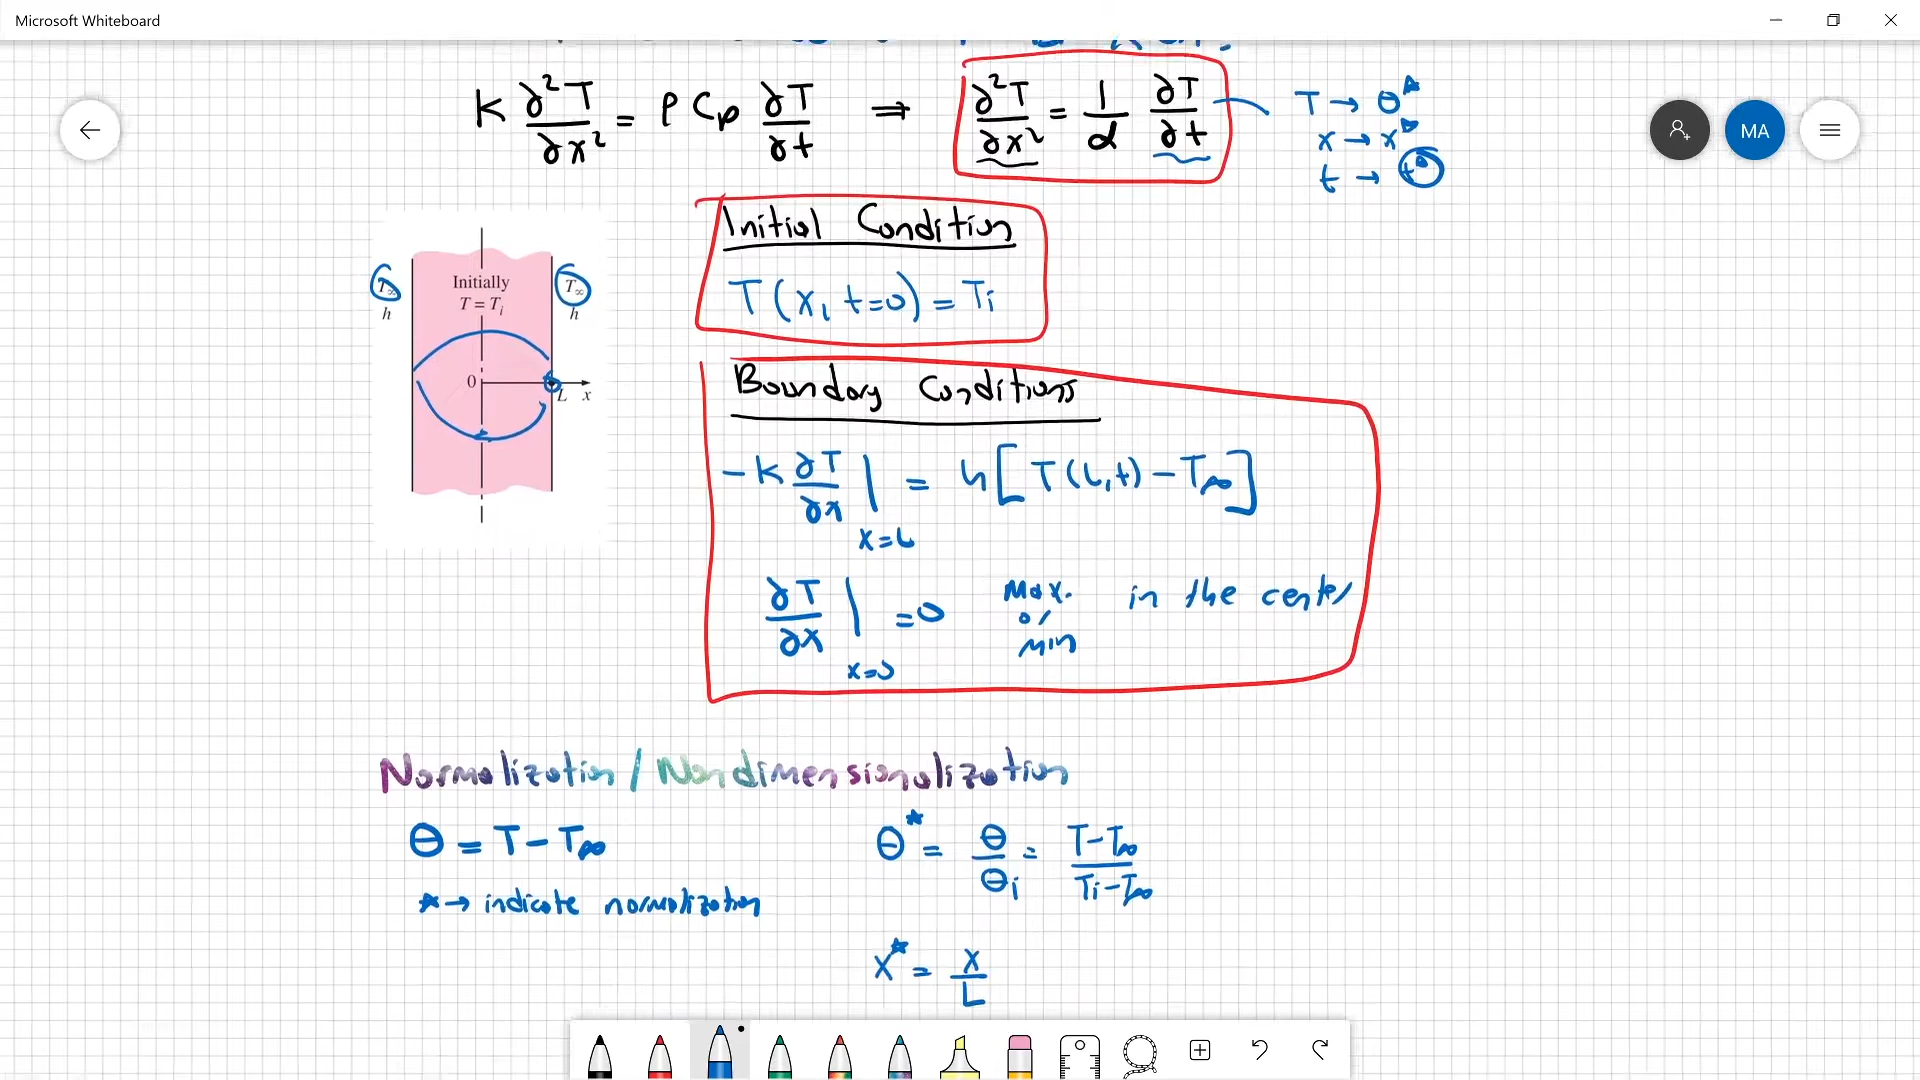 Microsoft Whiteboard
K ∂²T/∂x² = ρ Cp ∂T/∂t ⇒ ∂²T/∂x² = 1/α ∂T/∂t
T → θ*
x → x*
t → t*
MA
Initial Condition
T(x, t=0) = Ti
T∞ h
Initially
T = Ti
T∞ h
0 L x
Boundary Conditions
-K ∂T/∂x |x=L = h[T(L,t) - T∞]
∂T/∂x |x=0 = 0 Max. or min in the center
Normalization / Nondimensionalization
θ = T - T∞
θ* = θ/θi = T-T∞/Ti-T∞
* → indicate normalization
x* = x/L